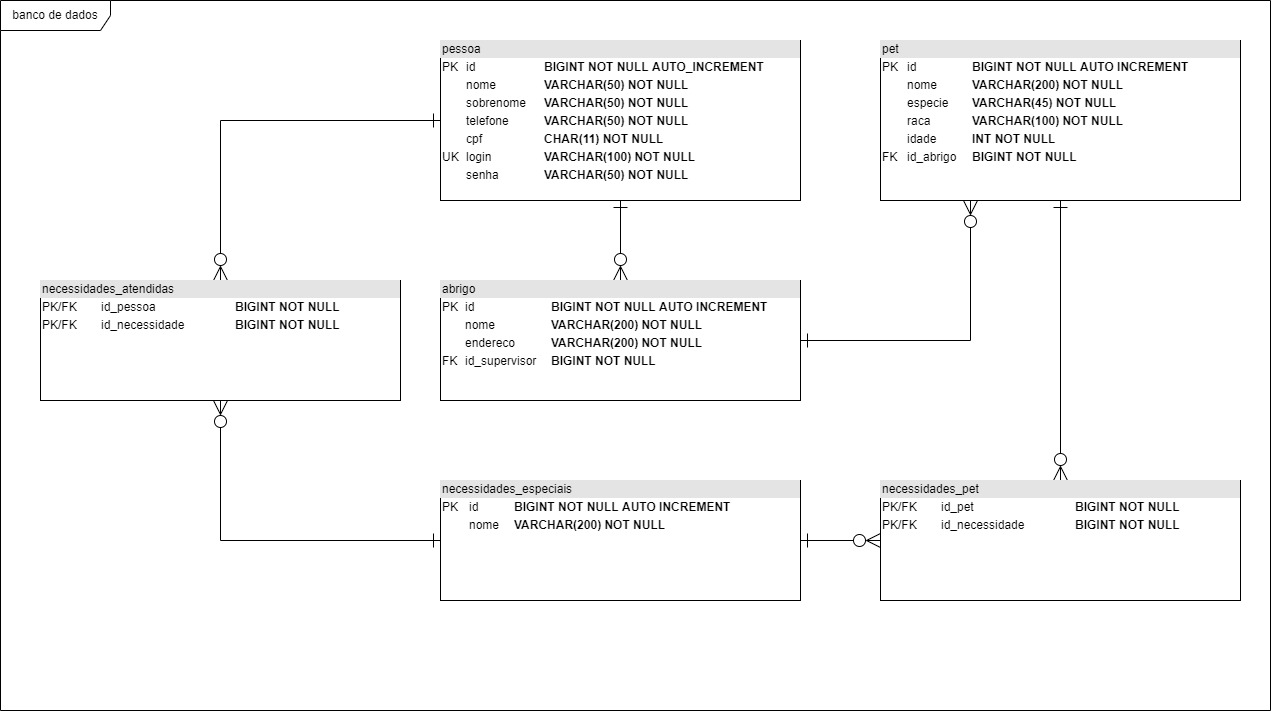 banco de dados
pessoa
PK id BIGINT NOT NULL AUTO_INCREMENT
nome VARCHAR(50) NOT NULL
sobrenome VARCHAR(50) NOT NULL
telefone VARCHAR(50) NOT NULL
cpf CHAR(11) NOT NULL
UK login VARCHAR(100) NOT NULL
senha VARCHAR(50) NOT NULL
pet
PK id BIGINT NOT NULL AUTO INCREMENT
nome VARCHAR(200) NOT NULL
especie VARCHAR(45) NOT NULL
raca VARCHAR(100) NOT NULL
idade INT NOT NULL
FK id_abrigo BIGINT NOT NULL
necessidades_atendidas
PK/FK id_pessoa BIGINT NOT NULL
PK/FK id_necessidade BIGINT NOT NULL
abrigo
PK id BIGINT NOT NULL AUTO INCREMENT
nome VARCHAR(200) NOT NULL
endereco VARCHAR(200) NOT NULL
FK id_supervisor BIGINT NOT NULL
necessidades_especiais
PK id BIGINT NOT NULL AUTO INCREMENT
nome VARCHAR(200) NOT NULL
necessidades_pet
PK/FK id_pet BIGINT NOT NULL
PK/FK id_necessidade BIGINT NOT NULL